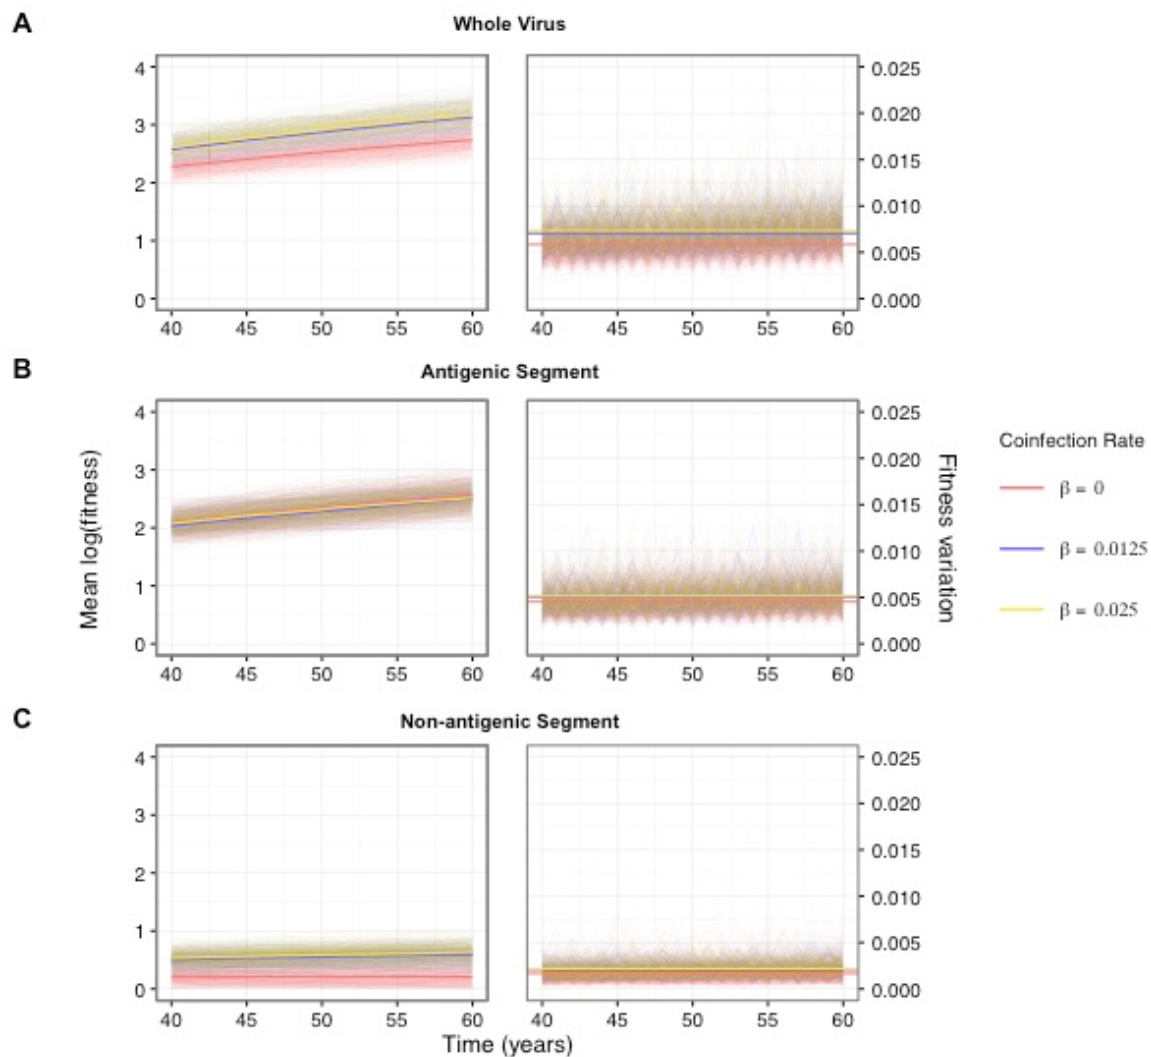 A
Whole Virus
4
3
2
1
0
0.025
0.020
0.015
0.010
0.005
0.000
40 45 50 55 60
40 45 50 55 60
B
Antigenic Segment
4
3
2
1
0
0.025
0.020
0.015
0.010
0.005
0.000
40 45 50 55 60
40 45 50 55 60
Mean log(fitness)
Fitness variation
Coinfection Rate
β = 0
β = 0.0125
β = 0.025
C
Non-antigenic Segment
4
3
2
1
0
0.025
0.020
0.015
0.010
0.005
0.000
40 45 50 55 60
40 45 50 55 60
Time (years)